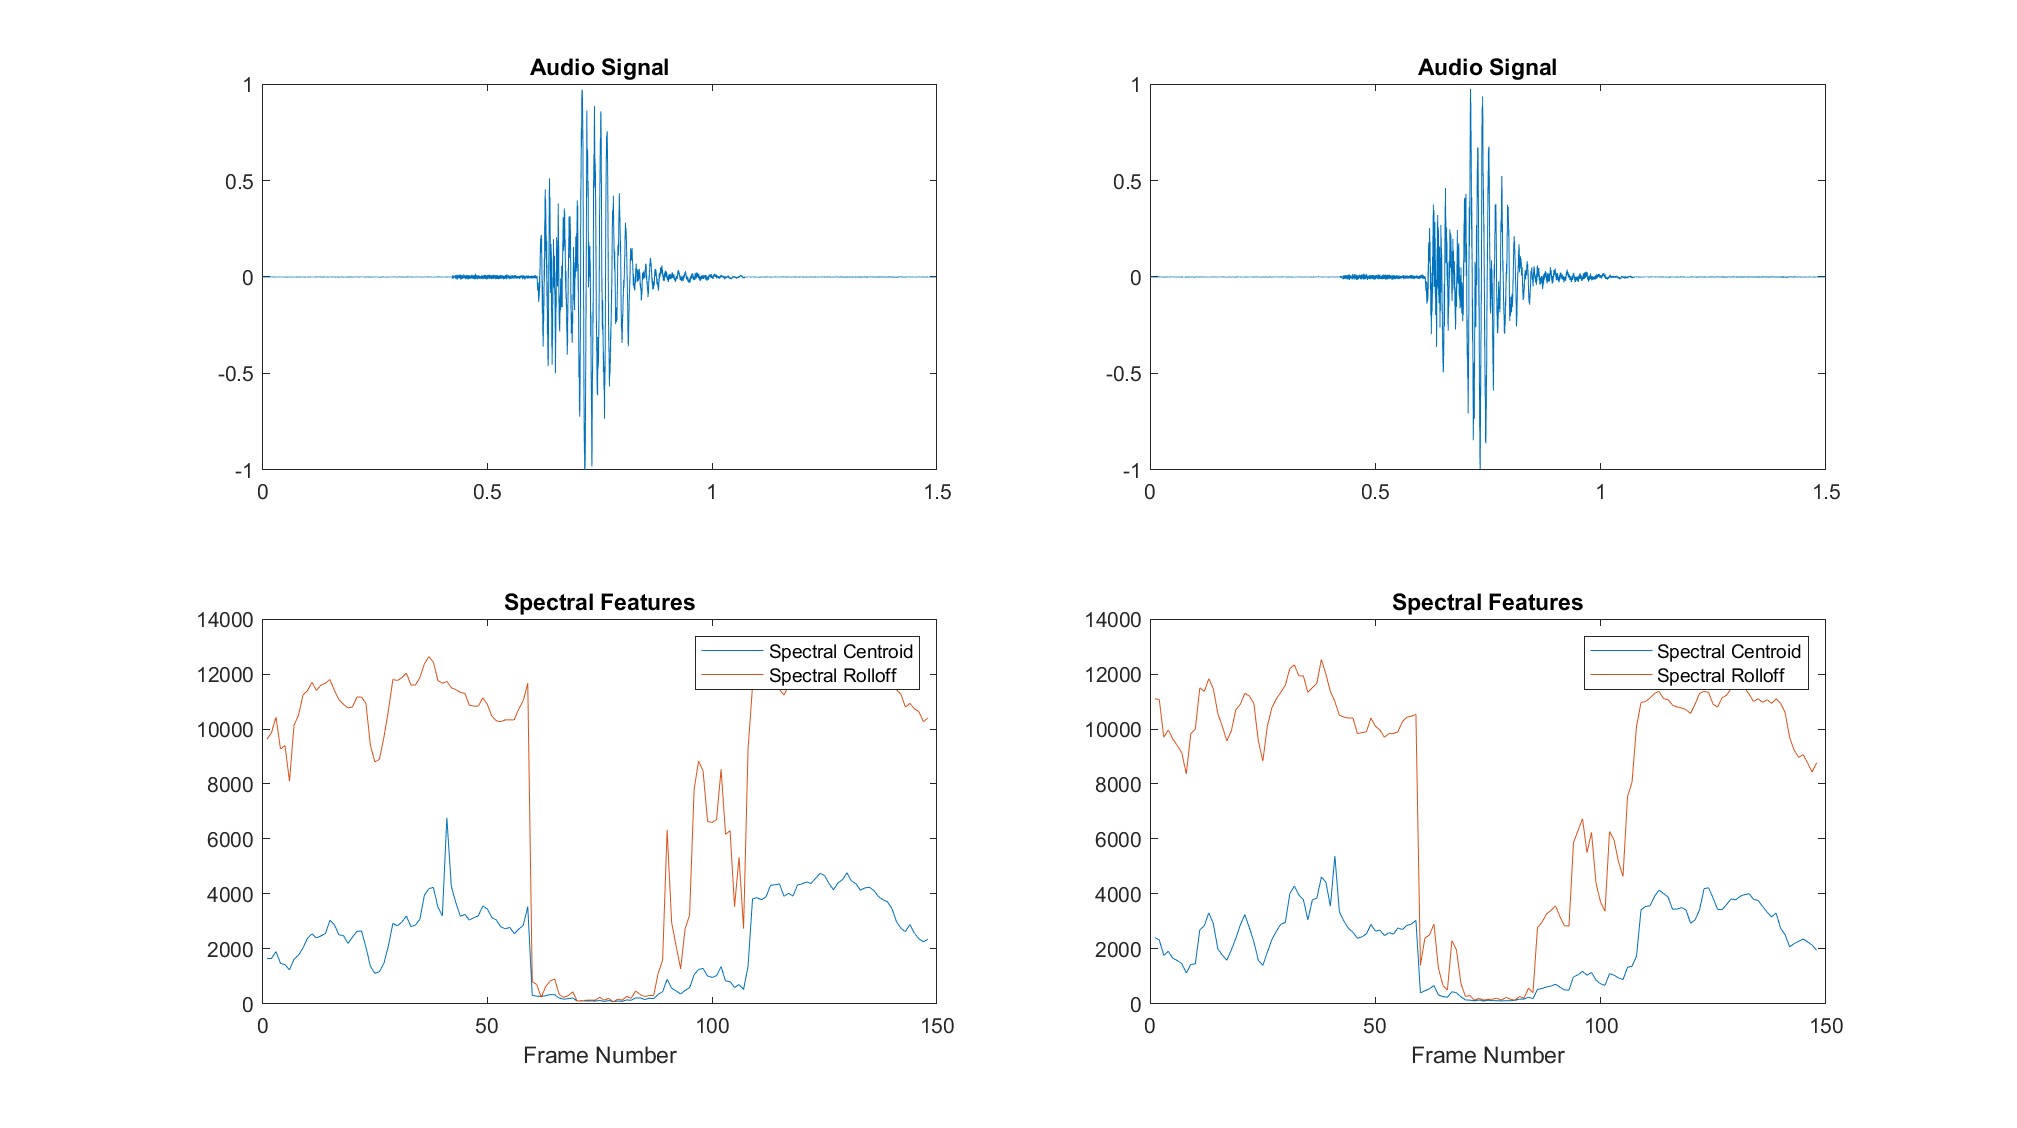 Audio Signal
1
0.5
0
-0.5
-1
0 0.5 1 1.5
Audio Signal
1
0.5
0
-0.5
-1
0 0.5 1 1.5
Spectral Features
14000
12000
10000
8000
6000
4000
2000
0
Spectral Centroid
Spectral Rolloff
0 50 100 150
Frame Number
Spectral Features
14000
12000
10000
8000
6000
4000
2000
0
Spectral Centroid
Spectral Rolloff
0 50 100 150
Frame Number